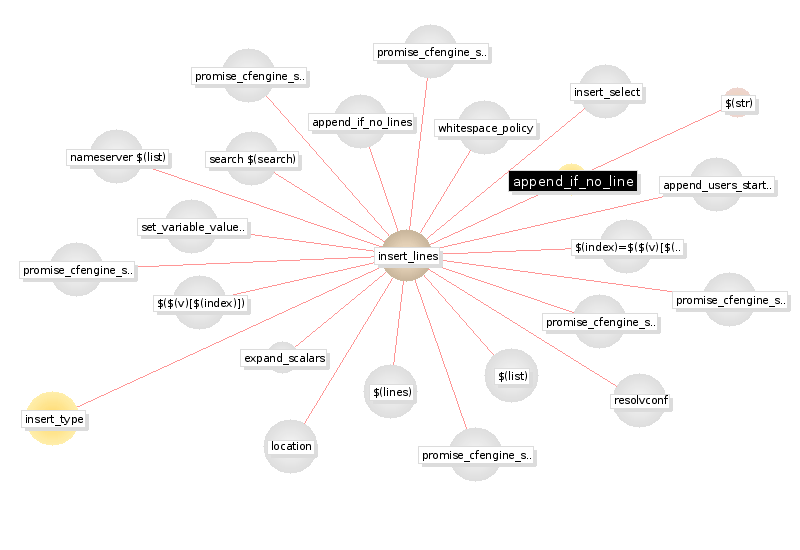 promise_cfengine_s..
promise_cfengine_s..
insert_select
$(str)
append_if_no_lines
whitespace_policy
nameserver $(list)
search $(search)
append_if_no_line
append_users_start..
set_variable_value..
$(index)=$($(v)[$(..
insert_lines
promise_cfengine_s..
$($(v)[$(index)])
promise_cfengine_s..
promise_cfengine_s..
expand_scalars
$(list)
$(lines)
resolvconf
insert_type
location
promise_cfengine_s..